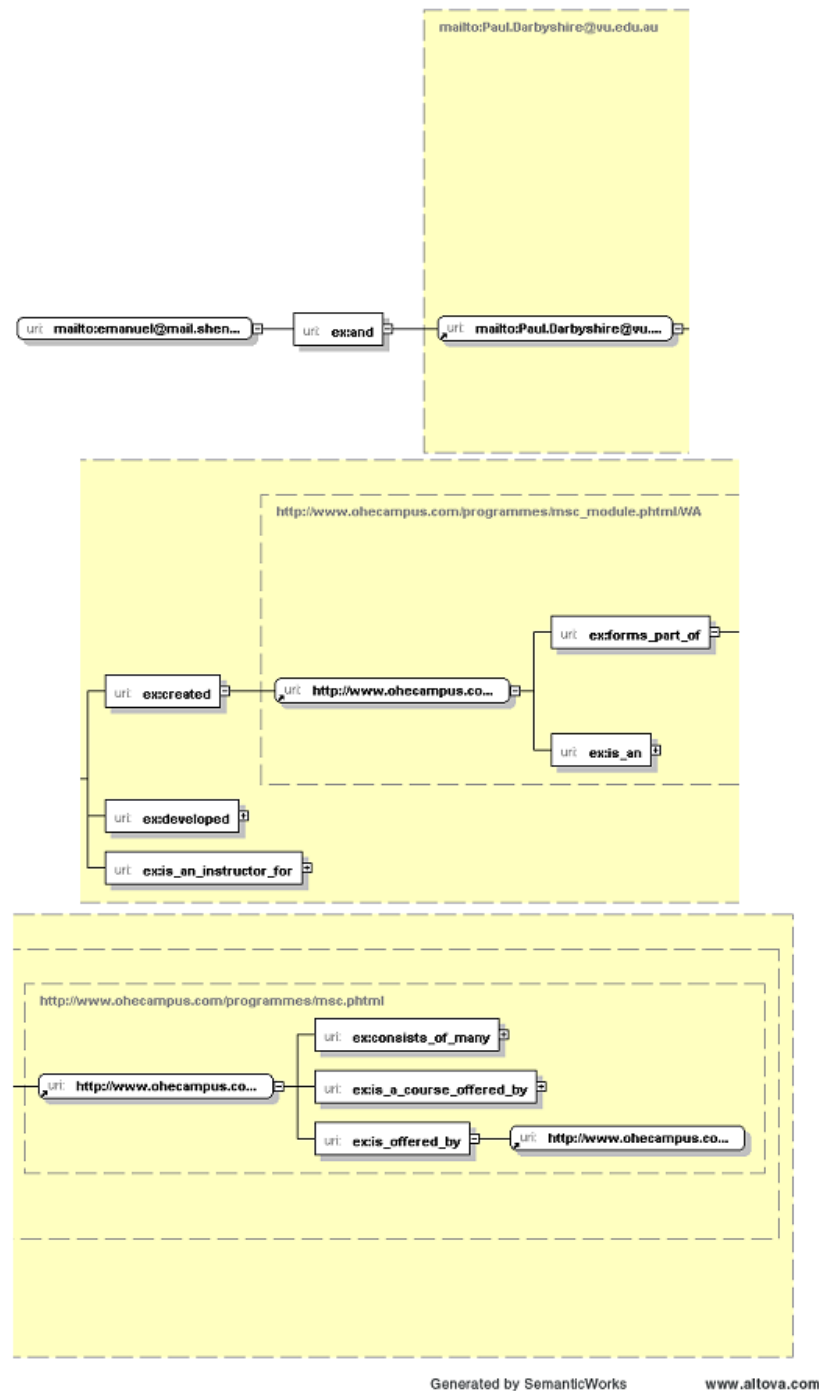 mailto:Paul.Darbyshire@vu.edu.au
uri: mailto:emanuel@mail.shen...
uri: ex:and
uri: mailto:Paul.Darbyshire@vu....
http://www.ohecampus.com/programmes/msc_module.phtml/WA
uri: ex:forms_part_of
uri: ex:created
uri: http://www.ohecampus.co...
uri: ex:is_an
uri: ex:developed
uri: ex:is_an_instructor_for
http://www.ohecampus.com/programmes/msc.phtml
uri: ex:consists_of_many
uri: http://www.ohecampus.co...
uri: ex:is_a_course_offered_by
uri: ex:is_offered_by
uri: http://www.ohecampus.co...
Generated by SemanticWorks www.altova.com